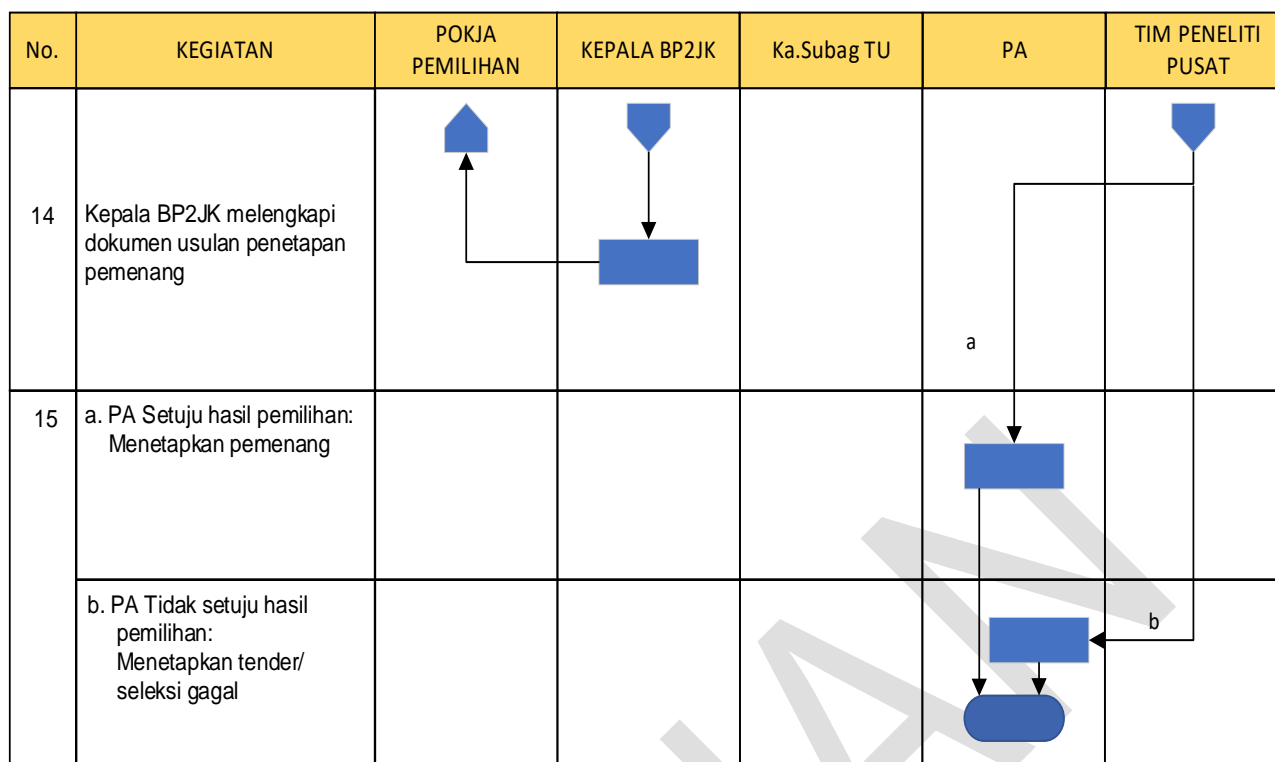 No.
KEGIATAN
POKJA
PEMILIHAN
KEPALA BP2JK
Ka.Subag TU
PA
TIM PENELITI
PUSAT
14
Kepala BP2JK melengkapi
dokumen usulan penetapan
pemenang
a
15
a. PA Setuju hasil pemilihan:
Menetapkan pemenang
b. PA Tidak setuju hasil
pemilihan:
Menetapkan tender/
seleksi gagal
b